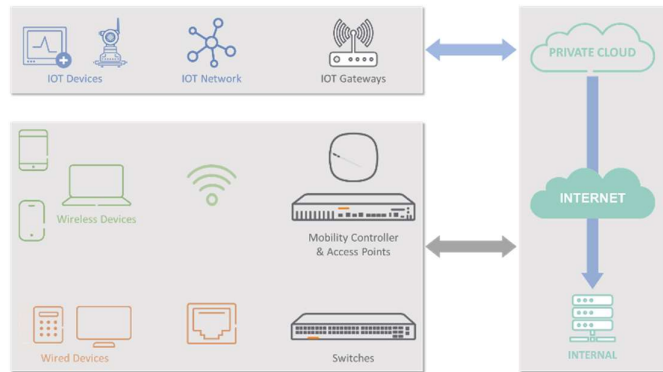 IOT Devices
IOT Network
IOT Gateways
PRIVATE CLOUD
Wireless Devices
Mobility Controller
& Access Points
INTERNET
Wired Devices
Switches
INTERNAL